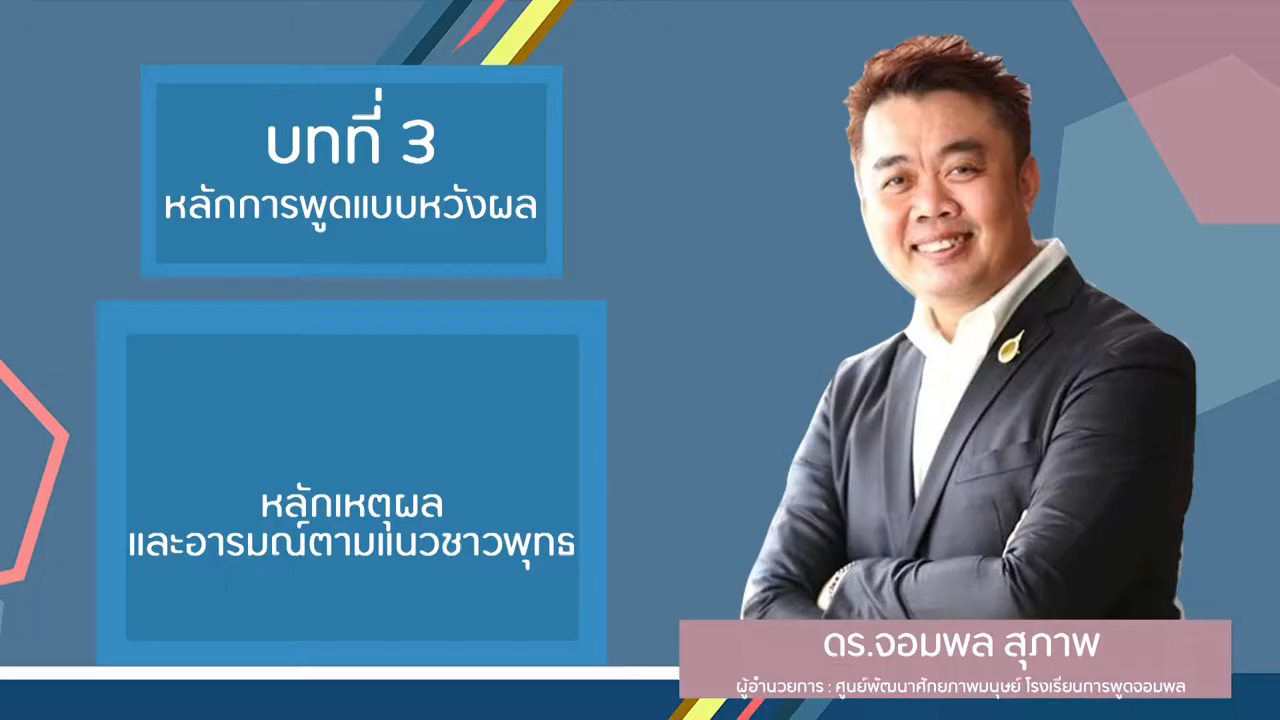 บทที่ 3
หลักการพูดแบบหวังผล
หลักเหตุผล
และอารมณ์ตามแนวชาวพุทธ
ดร.จอมพล สุภาพ
ผู้อำนวยการ : ศูนย์พัฒนาศักยภาพมนุษย์ โรงเรียนการพูดจอมพล